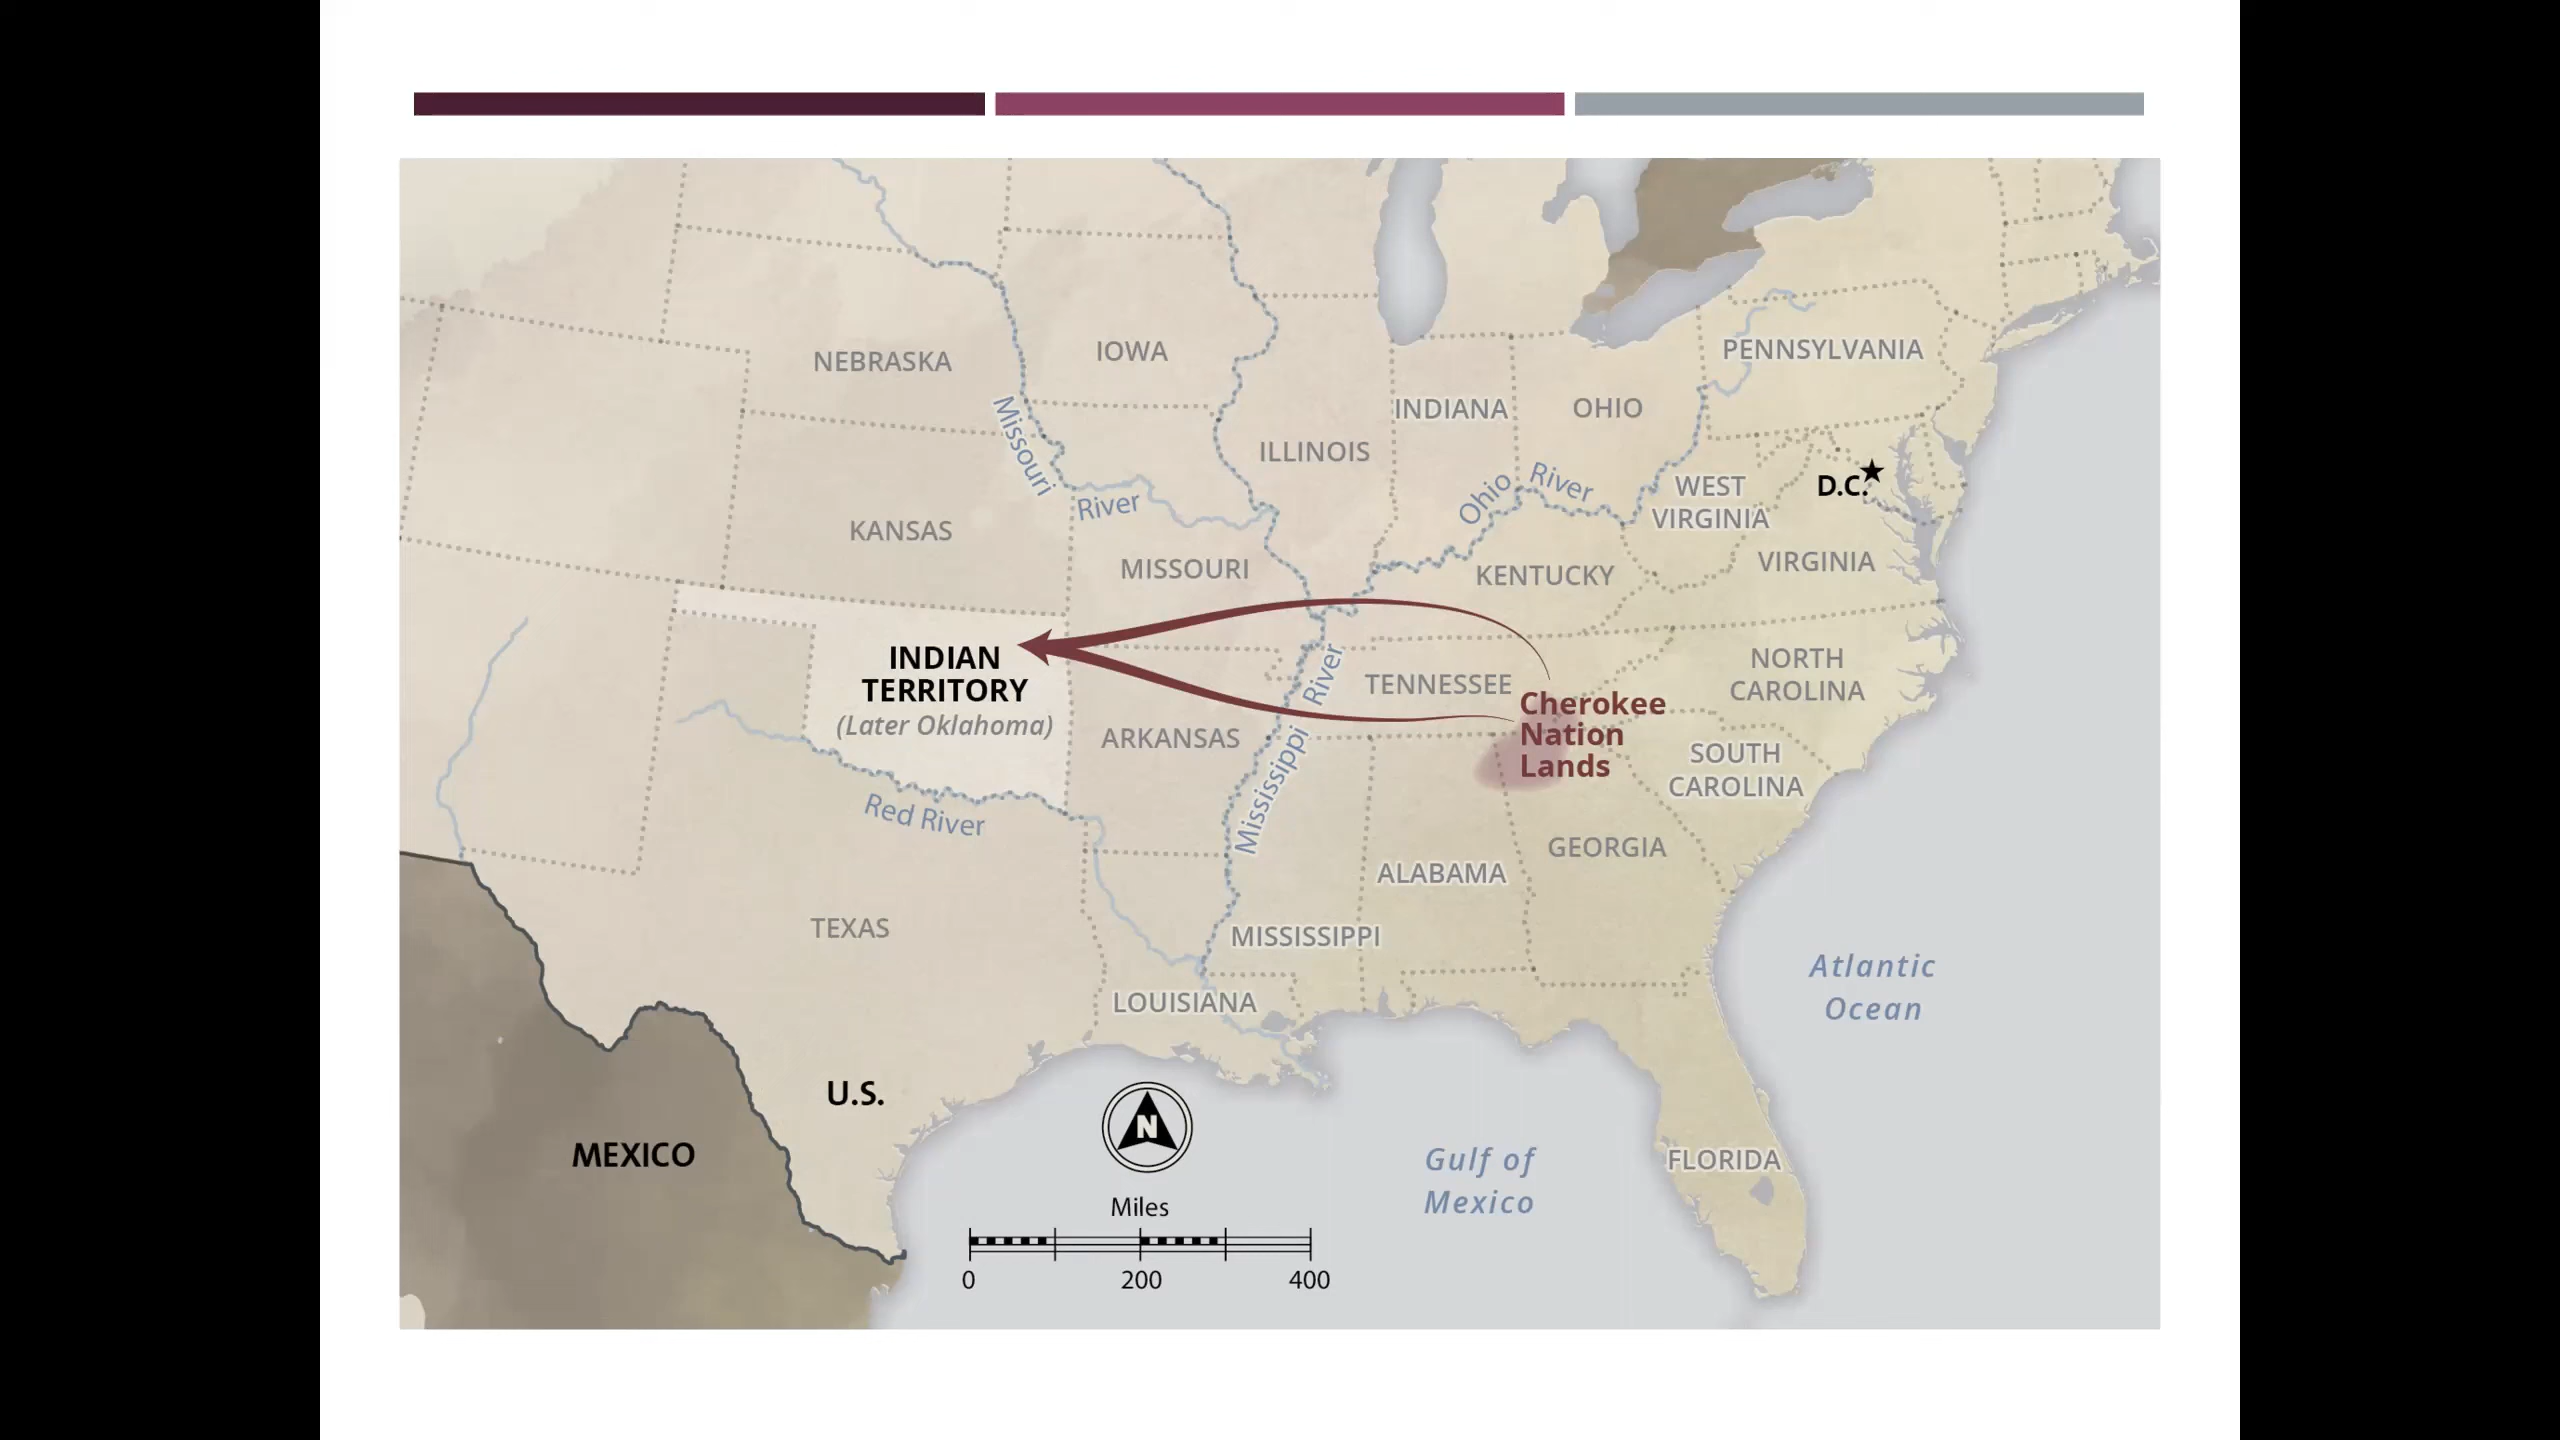 NEBRASKA
IOWA
PENNSYLVANIA
INDIANA
OHIO
ILLINOIS
Missouri
River
Ohio River
WEST
VIRGINIA
D.C.
KANSAS
MISSOURI
KENTUCKY
VIRGINIA
INDIAN
TERRITORY
(Later Oklahoma)
TENNESSEE
NORTH
CAROLINA
Cherokee
Nation
Lands
ARKANSAS
Mississippi River
SOUTH
CAROLINA
Red River
GEORGIA
ALABAMA
TEXAS
MISSISSIPPI
LOUISIANA
Atlantic
Ocean
U.S.
N
MEXICO
Gulf of
Mexico
FLORIDA
Miles
0 200 400